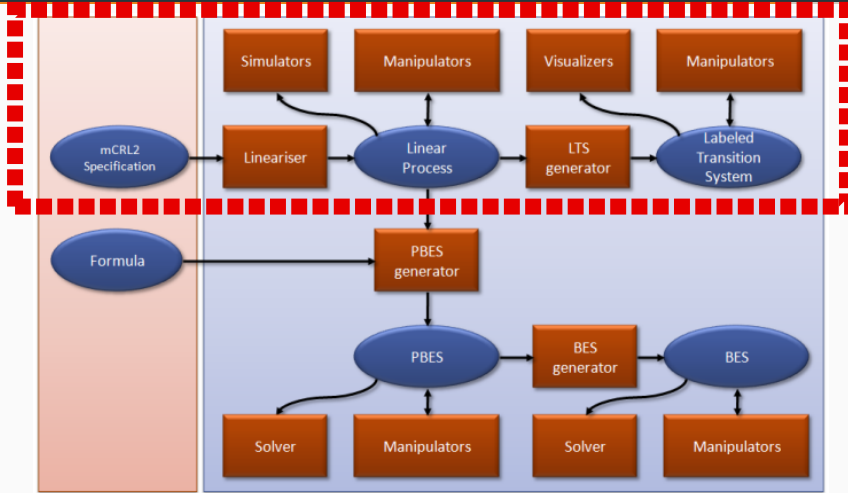 Simulators
Manipulators
Visualizers
Manipulators
mCRL2
Specification
Lineariser
Linear
Process
LTS
generator
Labeled
Transition
System
Formula
PBES
generator
PBES
BES
generator
BES
Solver
Manipulators
Solver
Manipulators